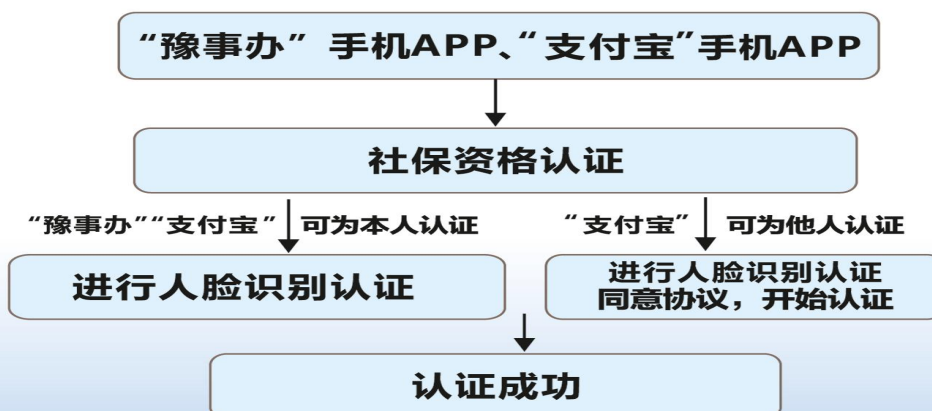 “豫事办” 手机APP、“支付宝”手机APP
社保资格认证
“豫事办”“支付宝” 可为本人认证
“支付宝” 可为他人认证
进行人脸识别认证
进行人脸识别认证
同意协议，开始认证
认证成功